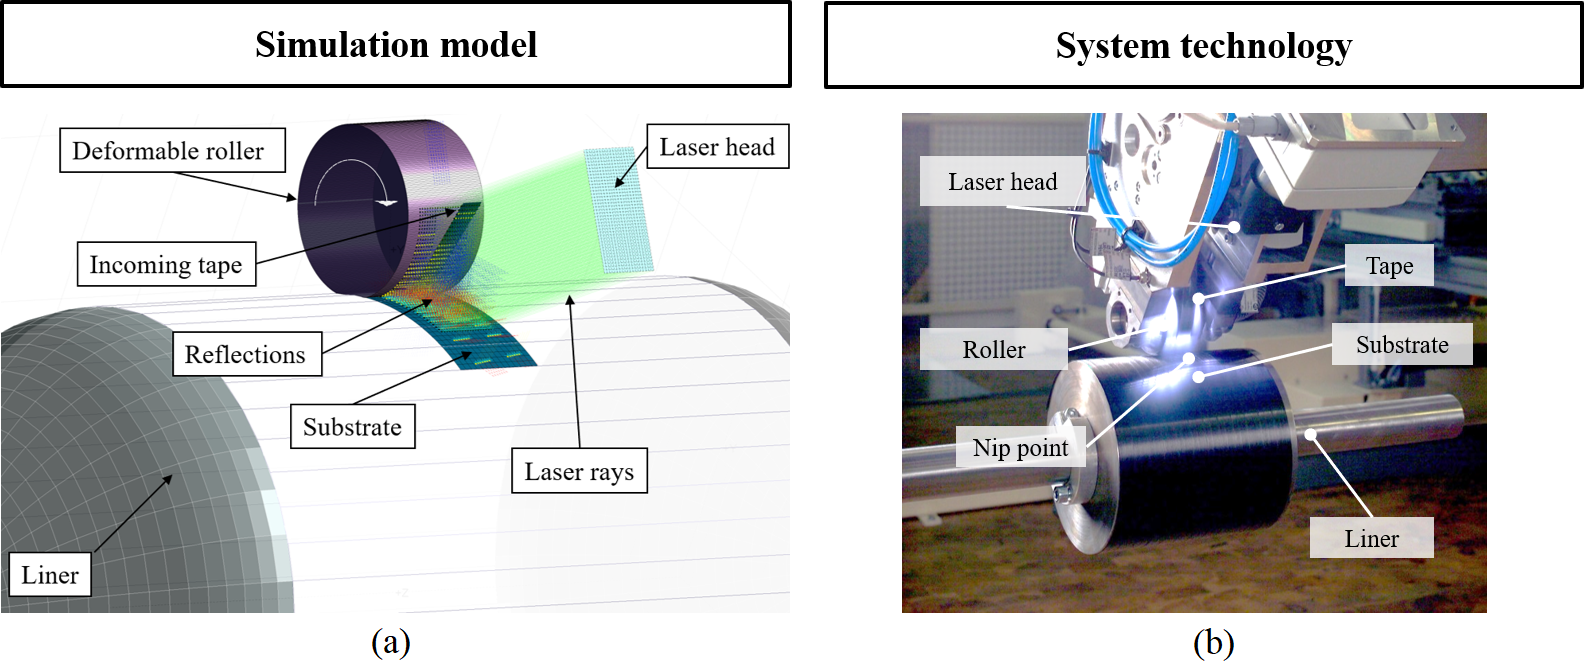 Simulation model
System technology
Deformable roller
Laser head
Incoming tape
Reflections
Substrate
Laser rays
Liner
(a)
Laser head
Tape
Roller
Substrate
Nip point
Liner
(b)